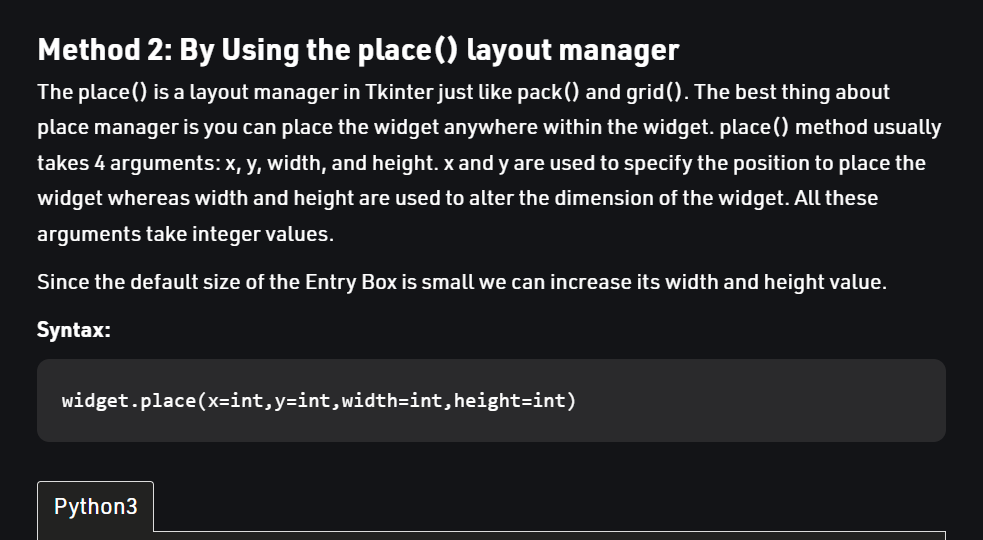 Method 2: By Using the place() layout manager
The place() is a layout manager in Tkinter just like pack() and grid(). The best thing about
place manager is you can place the widget anywhere within the widget. place() method usually
takes 4 arguments: x, y, width, and height. x and y are used to specify the position to place the
widget whereas width and height are used to alter the dimension of the widget. All these
arguments take integer values.
Since the default size of the Entry Box is small we can increase its width and height value.
Syntax:
widget.place(x=int,y=int,width=int,height=int)
Python3